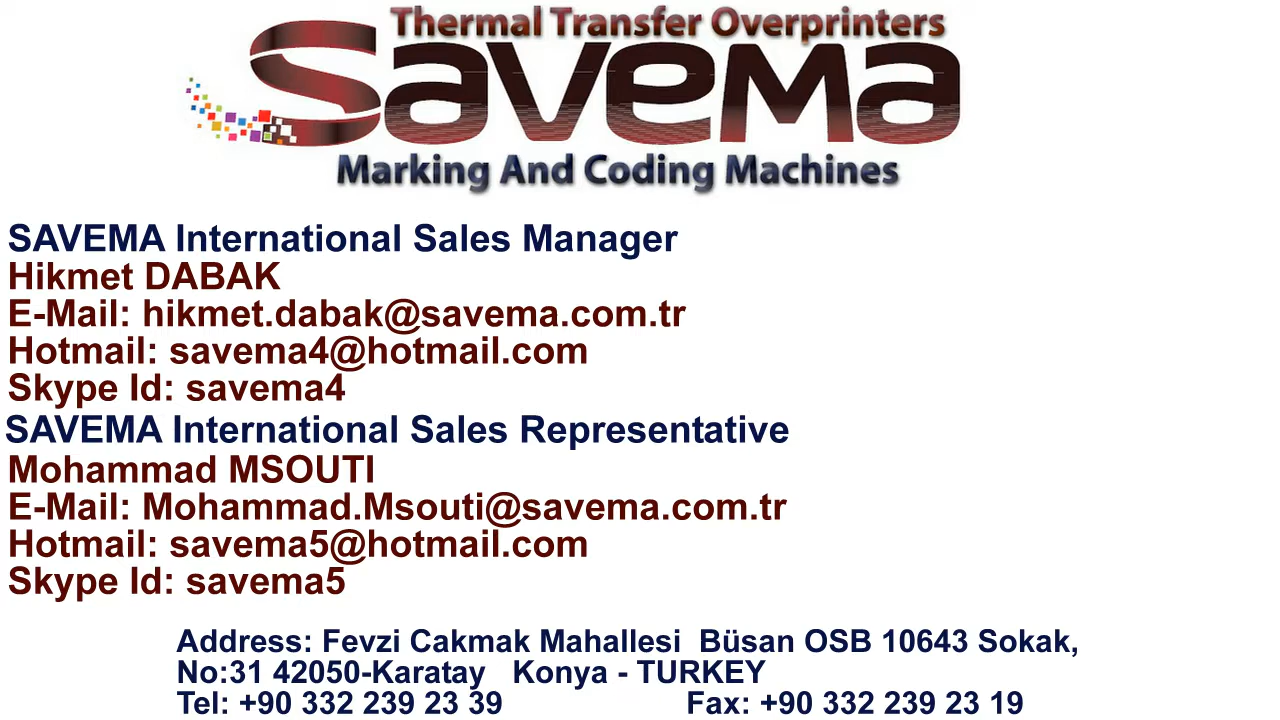 Thermal Transfer Overprinters
Savema
Marking And Coding Machines
SAVEMA International Sales Manager
Hikmet DABAK
E-Mail: hikmet.dabak@savema.com.tr
Hotmail: savema4@hotmail.com
Skype Id: savema4
SAVEMA International Sales Representative
Mohammad MSOUTI
E-Mail: Mohammad.Msouti@savema.com.tr
Hotmail: savema5@hotmail.com
Skype Id: savema5
Address: Fevzi Cakmak Mahallesi  Büsan OSB 10643 Sokak,
No:31 42050-Karatay   Konya - TURKEY
Tel: +90 332 239 23 39 Fax: +90 332 239 23 19